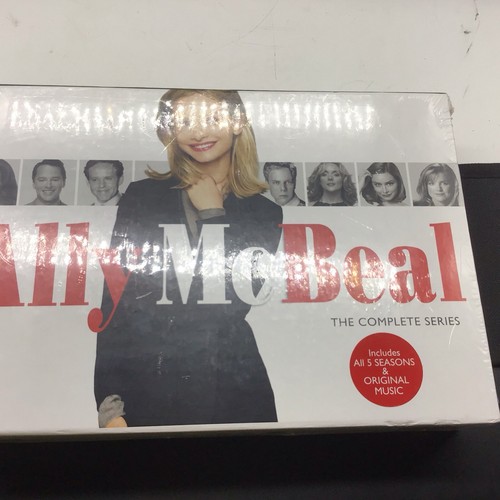 Ally McBeal
THE COMPLETE SERIES
Includes
All 5 SEASONS
&
ORIGINAL
MUSIC